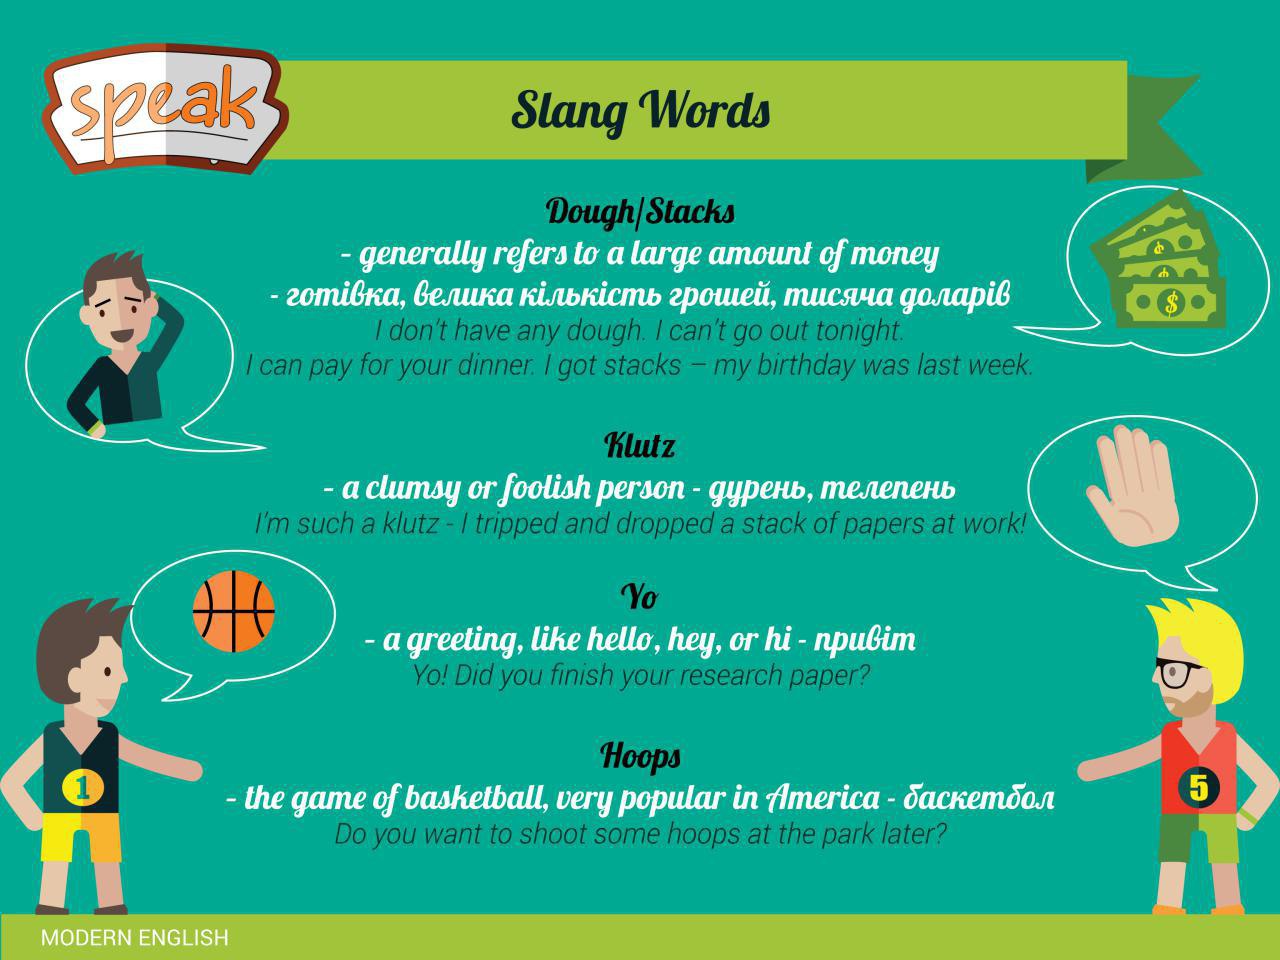 speak
Slang Words
Dough/Stacks
– generally refers to a large amount of money
- готівка, велика кількість грошей, тисяча доларів
I don't have any dough. I can't go out tonight.
I can pay for your dinner. I got stacks – my birthday was last week.
Klutz
– a clumsy or foolish person - дурень, телепень
I'm such a klutz - I tripped and dropped a stack of papers at work!
Yo
– a greeting, like hello, hey, or hi - привіт
Yo! Did you finish your research paper?
Hoops
– the game of basketball, very popular in America - баскетбол
Do you want to shoot some hoops at the park later?
1
5
$
MODERN ENGLISH